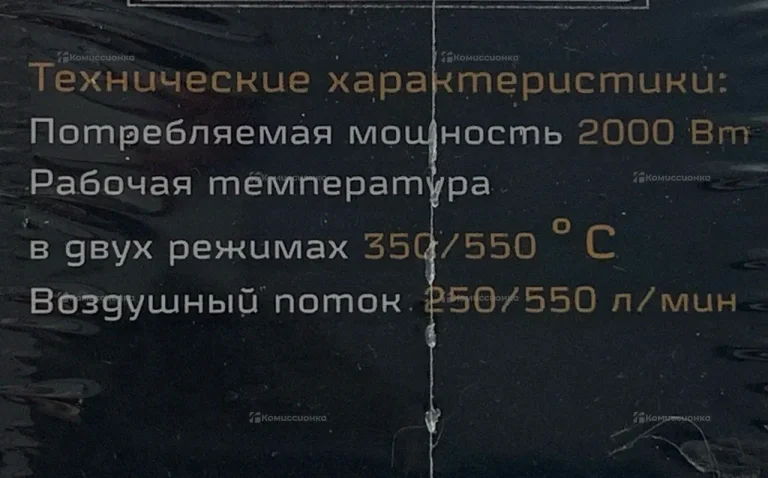 Технические характеристики:
Потребляемая мощность 2000 Вт
Рабочая температура
в двух режимах 350/550 °C
Воздушный поток 250/550 л/мин